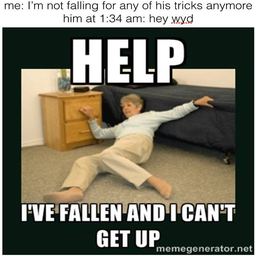 me: I'm not falling for any of his tricks anymore
him at 1:34 am: hey wyd
HELP
I'VE FALLEN AND I CAN'T
GET UP
memegenerator.net